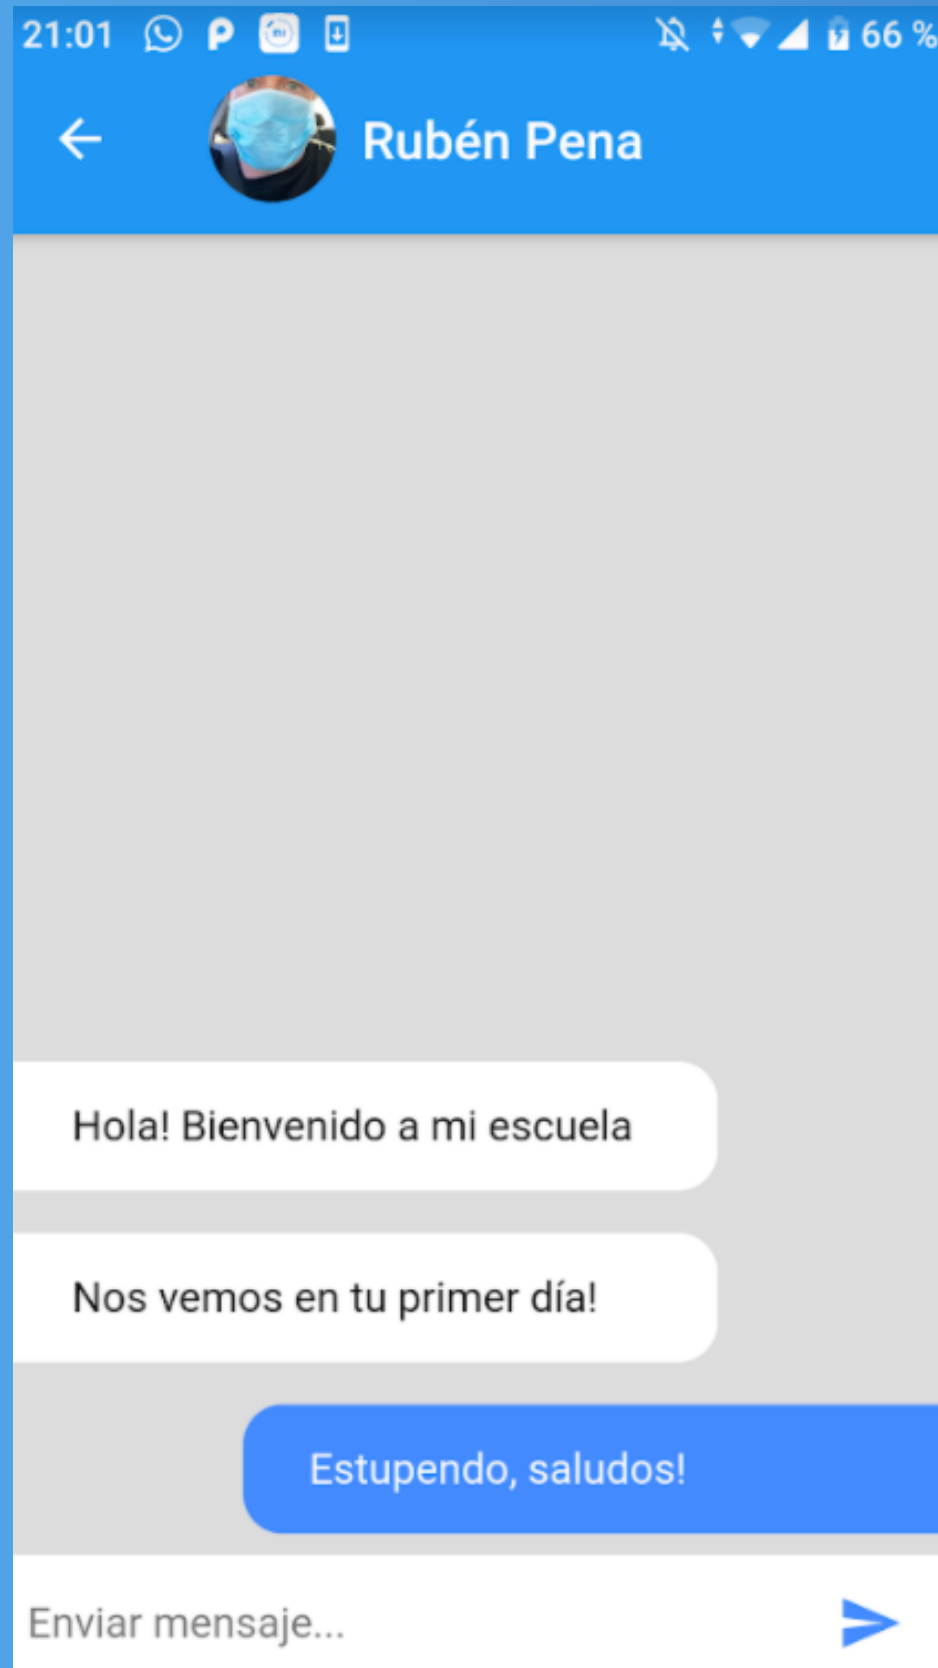 21:01
66 %
Rubén Pena
Hola! Bienvenido a mi escuela
Nos vemos en tu primer día!
Estupendo, saludos!
Enviar mensaje...